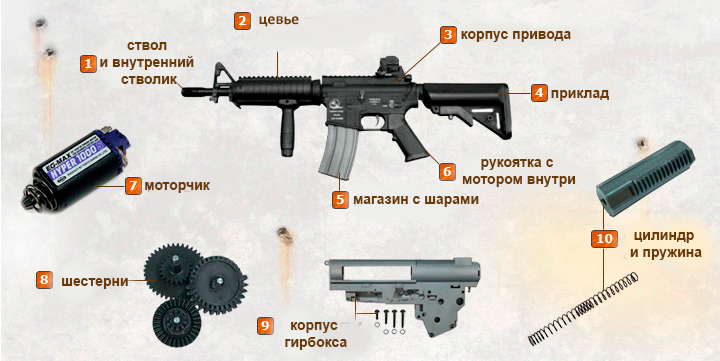 2 цевье
ствол
1 и внутренний
стволик
3 корпус привода
4 приклад
6 рукоятка с
мотором внутри
5 магазин с шарами
EG-MAX
HYPER 1000
7 моторчик
10 цилиндр
и пружина
8 шестерни
9 корпус
гирбокса